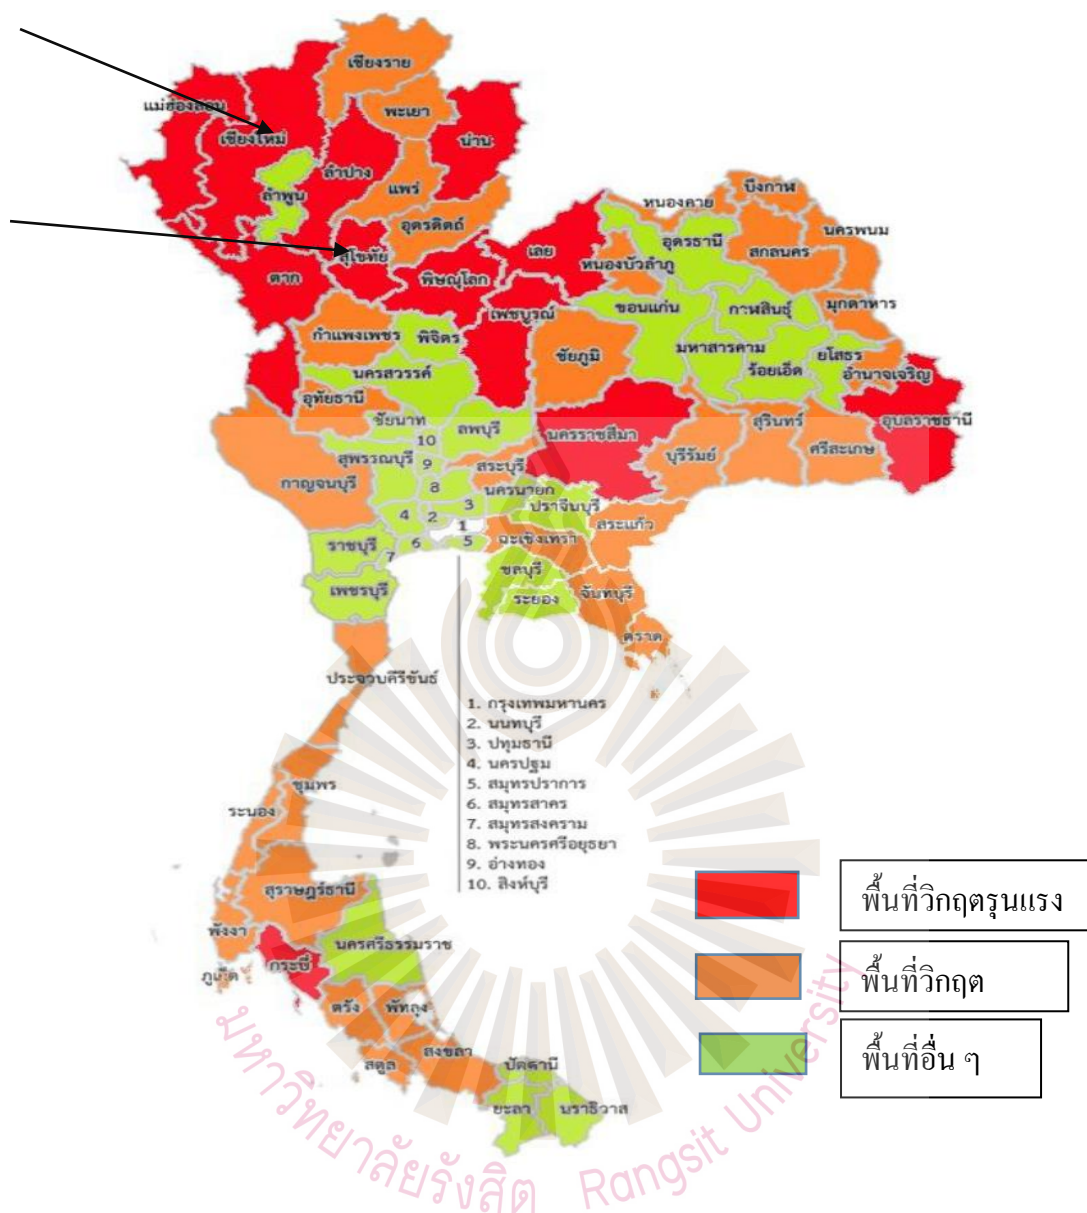 เชียงราย
แม่ฮ่องสอน
พะเยา
เชียงใหม่
น่าน
ลำปาง
ลำพูน
แพร่
อุตรดิตถ์
บึงกาฬ
หนองคาย
นครพนม
อุดรธานี
สกลนคร
สุโขทัย
เลย
หนองบัวลำภู
ตาก
พิษณุโลก
เพชบูรณ์
ขอนแก่น
กาฬสินธุ์
มุกดาหาร
กำแพงเพชร
พิจิตร
ชัยภูมิ
มหาสารคาม
ยโสธร
ร้อยเอ็ด
อำนาจเจริญ
นครสวรรค์
อุทัยธานี
ชัยนาท
ลพบุรี
นครราชสีมา
สุรินทร์
อุบลราชธานี
บุรีรัมย์
ศรีสะเกษ
10
สุพรรณบุรี
9
สระบุรี
กาญจนบุรี
8
นครนายก
3
ปราจีนบุรี
4
2
1
สระแก้ว
ราชบุรี
6
5
ฉะเชิงเทรา
7
ชลบุรี
เพชรบุรี
ระยอง
จันทบุรี
ตราด
ประจวบคีรีขันธ์
1. กรุงเทพมหานคร
2. นนทบุรี
3. ปทุมธานี
4. นครปฐม
5. สมุทรปราการ
6. สมุทรสาคร
7. สมุทรสงคราม
8. พระนครศรีอยุธยา
9. อ่างทอง
10. สิงห์บุรี
ชุมพร
ระนอง
สุราษฎร์ธานี
พังงา
นครศรีธรรมราช
กระบี่
ภูเก็ต
ตรัง
พัทลุง
สตูล
สงขลา
ปัตตานี
ยะลา
นราธิวาส
พื้นที่วิกฤตรุนแรง
พื้นที่วิกฤต
พื้นที่อื่น ๆ
มหาวิทยาลัยรังสิต Rangsit University